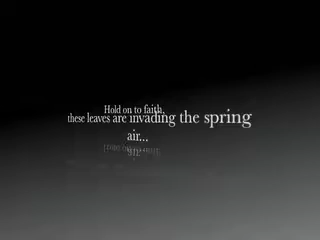 Hold on to faith,
these leaves are invading the spring
air...